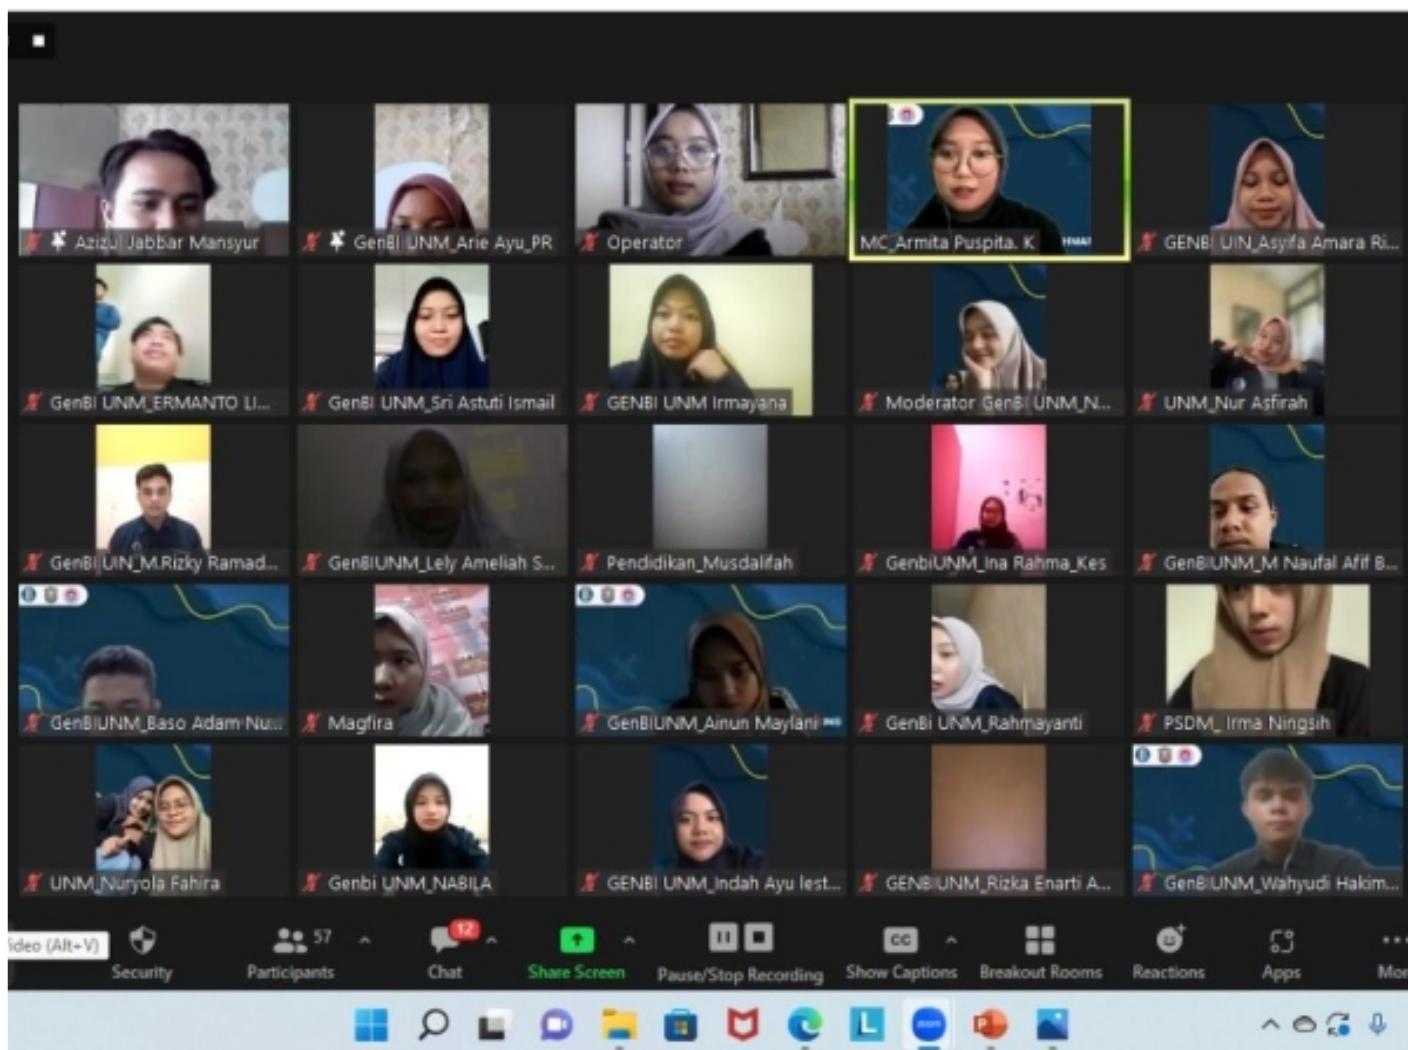 Azizul Jabbar Mansyur
GenBI UNM_Arie Ayu_PR
Operator
MC_Armita Puspita. K
HMAN
GENBI UIN_Asyifa Amara Ri...
GenBI UNM_ERMANTO LI...
GenBI UNM_Sri Astuti Ismail
GENBI UNM Irmayana
Moderator GenBI UNM_N...
UNM_Nur Asfirah
GenBI UIN_M.Rizky Ramad...
GenBIUNM_Lely Ameliah S...
Pendidikan_Musdalifah
GenbiUNM_Ina Rahma_Kes
GenBIUNM_M Naufal Afif B...
GenBIUNM_Baso Adam Nu...
Magfira
GenBIUNM_Ainun Maylani
GenBi UNM_Rahmayanti
PSDM_ Irma Ningsih
UNM_Nuryola Fahira
Genbi UNM_NABILA
GENBI UNM_Indah Ayu lest...
GENBIUNM_Rizka Enarti A...
GenBIUNM_Wahyudi Hakim...
ideo (Alt+V)
57
12
CC
Security
Participants
Chat
Share Screen
Pause/Stop Recording
Show Captions
Breakout Rooms
Reactions
Apps
Mor
L
zoom
P